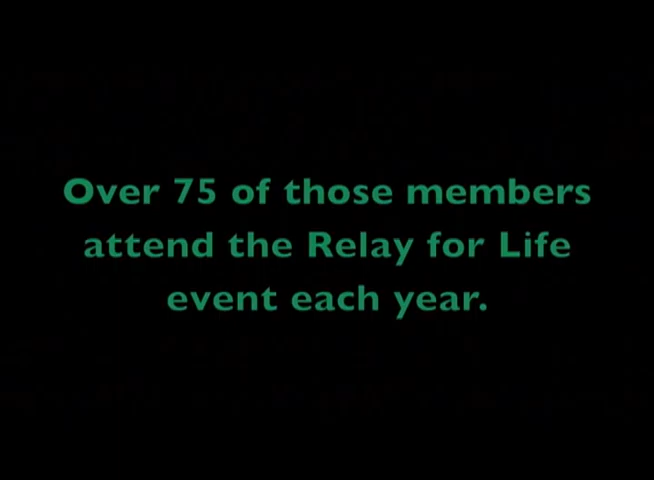 Over 75 of those members
attend the Relay for Life
event each year.